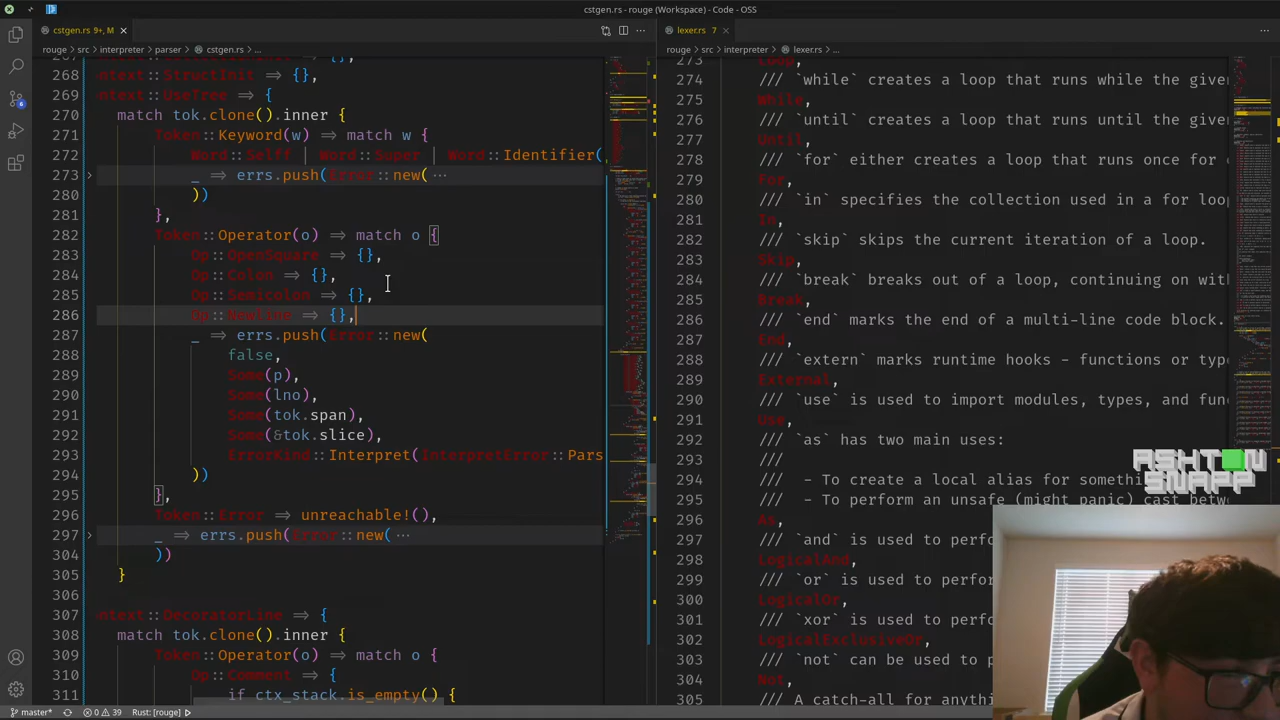 cstgen.rs - rouge (Workspace) - Code - OSS
cstgen.rs 9+, M
lexer.rs 7
rouge > src > interpreter > parser > cstgen.rs > ...
rouge > src > interpreter > lexer.rs > ...
268 ntext::StructInit => {},
269 ntext::UseTree => {
270 match tok.clone().inner {
271 Token::Keyword(w) => match w {
272 Word::Selff | Word::Super | Word::Identifier(
273 _ => errs.push(Error::new( ...
280 ))
281 },
282 Token::Operator(o) => match o {
283 Op::OpenSquare => {},
284 Op::Colon => {},
285 Op::Semicolon => {},
286 Op::Newline => {},
287 _ => errs.push(Error::new(
288 false,
289 Some(p),
290 Some(lno),
291 Some(tok.span),
292 Some(&tok.slice),
293 ErrorKind::Interpret(InterpretError::Pars
294 ))
295 },
296 Token::Error => unreachable!(),
297 _ => errs.push(Error::new( ...
304 ))
305 }
306
307 ntext::DecoratorLine => {
308 match tok.clone().inner {
309 Token::Operator(o) => match o {
310 Op::Comment => {
311 if ctx_stack.is_empty() {
273 Loop,
274 /// `while` creates a loop that runs while the give
275 While,
276 /// `until` creates a loop that runs until the give
277 Until,
278 /// `for` either creates a loop that runs once for
279 For,
280 /// `in` specifies the collection used in a for loo
281 In,
282 /// `skip` skips the current iteration of a loop.
283 Skip,
284 /// `break` breaks out of a loop, continuing on wit
285 Break,
286 /// `end` marks the end of a multi-line code block.
287 End,
288 /// `extern` marks runtime hooks - functions or type
289 External,
290 /// `use` is used to import modules, types, and fun
291 Use,
292 /// `as` has two main uses:
293 ///
294 /// - To create a local alias for somethi
295 /// - To perform an unsafe (might panic) cast betw
296 As,
297 /// `and` is used to perfo
298 LogicalAnd,
299 /// `or` is used to perfor
300 LogicalOr,
301 /// `xor` is used to perfo
302 LogicalExclusiveOr,
303 /// `not` can be used to p
304 Not,
305 /// A catch-all for anythi
ASHTON
SNAPP
6
master* 0 39 Rust: [rouge]